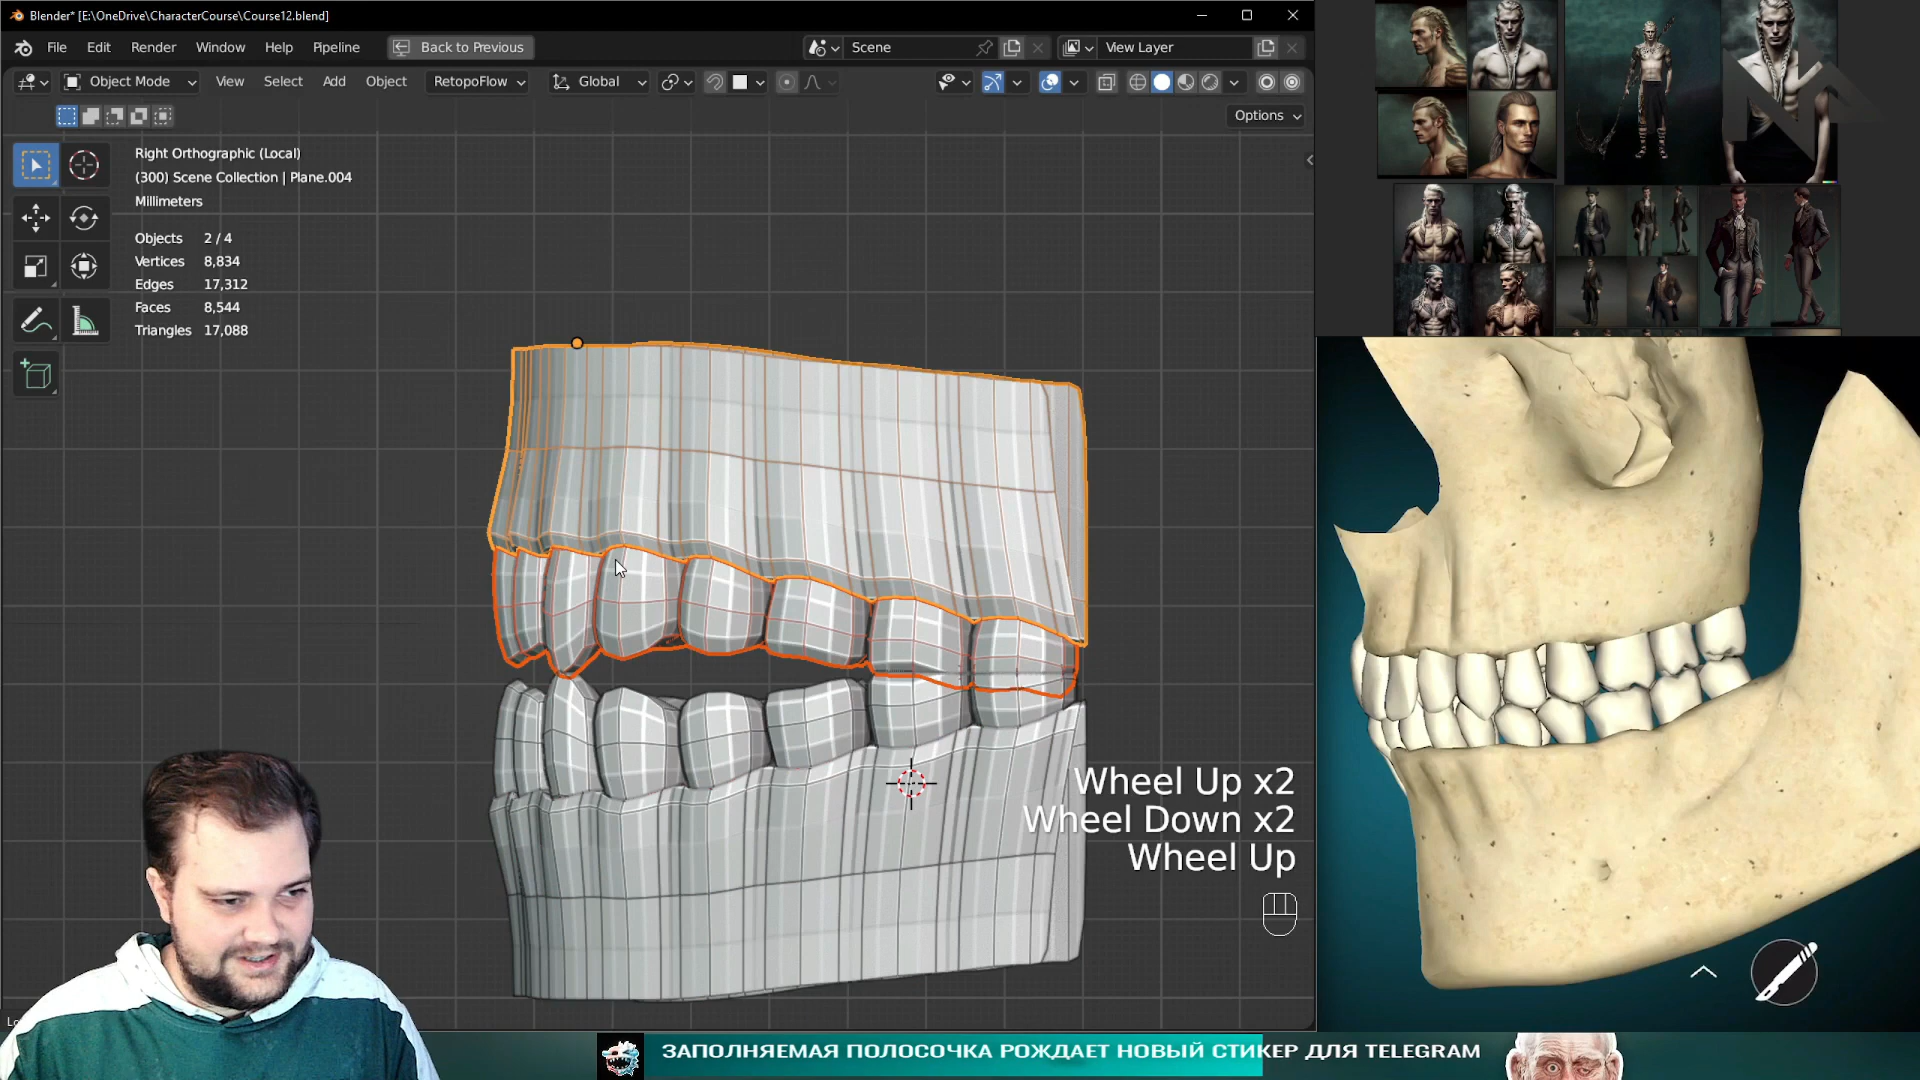 Blender* [E:\OneDrive\CharacterCourse\Course12.blend]
File Edit Render Window Help Pipeline Back to Previous Scene View Layer
Object Mode View Select Add Object RetopoFlow Global
Options
Right Orthographic (Local)
(300) Scene Collection | Plane.004
Millimeters
Objects 2 / 4
Vertices 8,834
Edges 17,312
Faces 8,544
Triangles 17,088
Wheel Up x2
Wheel Down x2
Wheel Up
ЗАПОЛНЯЕМАЯ ПОЛОСОЧКА РОЖДАЕТ НОВЫЙ СТИКЕР ДЛЯ TELEGRAM